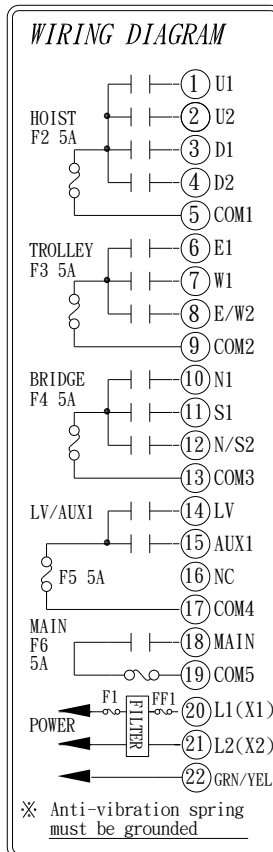 WIRING DIAGRAM
1 U1
HOIST
F2 5A
2 U2
3 D1
4 D2
5 COM1
TROLLEY
F3 5A
6 E1
7 W1
8 E/W2
9 COM2
BRIDGE
F4 5A
10 N1
11 S1
12 N/S2
13 COM3
LV/AUX1
14 LV
15 AUX1
F5 5A
16 NC
17 COM4
MAIN
F6
5A
18 MAIN
19 COM5
POWER
F1
FILTER
FF1
20 L1(X1)
21 L2(X2)
22 GRN/YEL
※ Anti-vibration spring
must be grounded